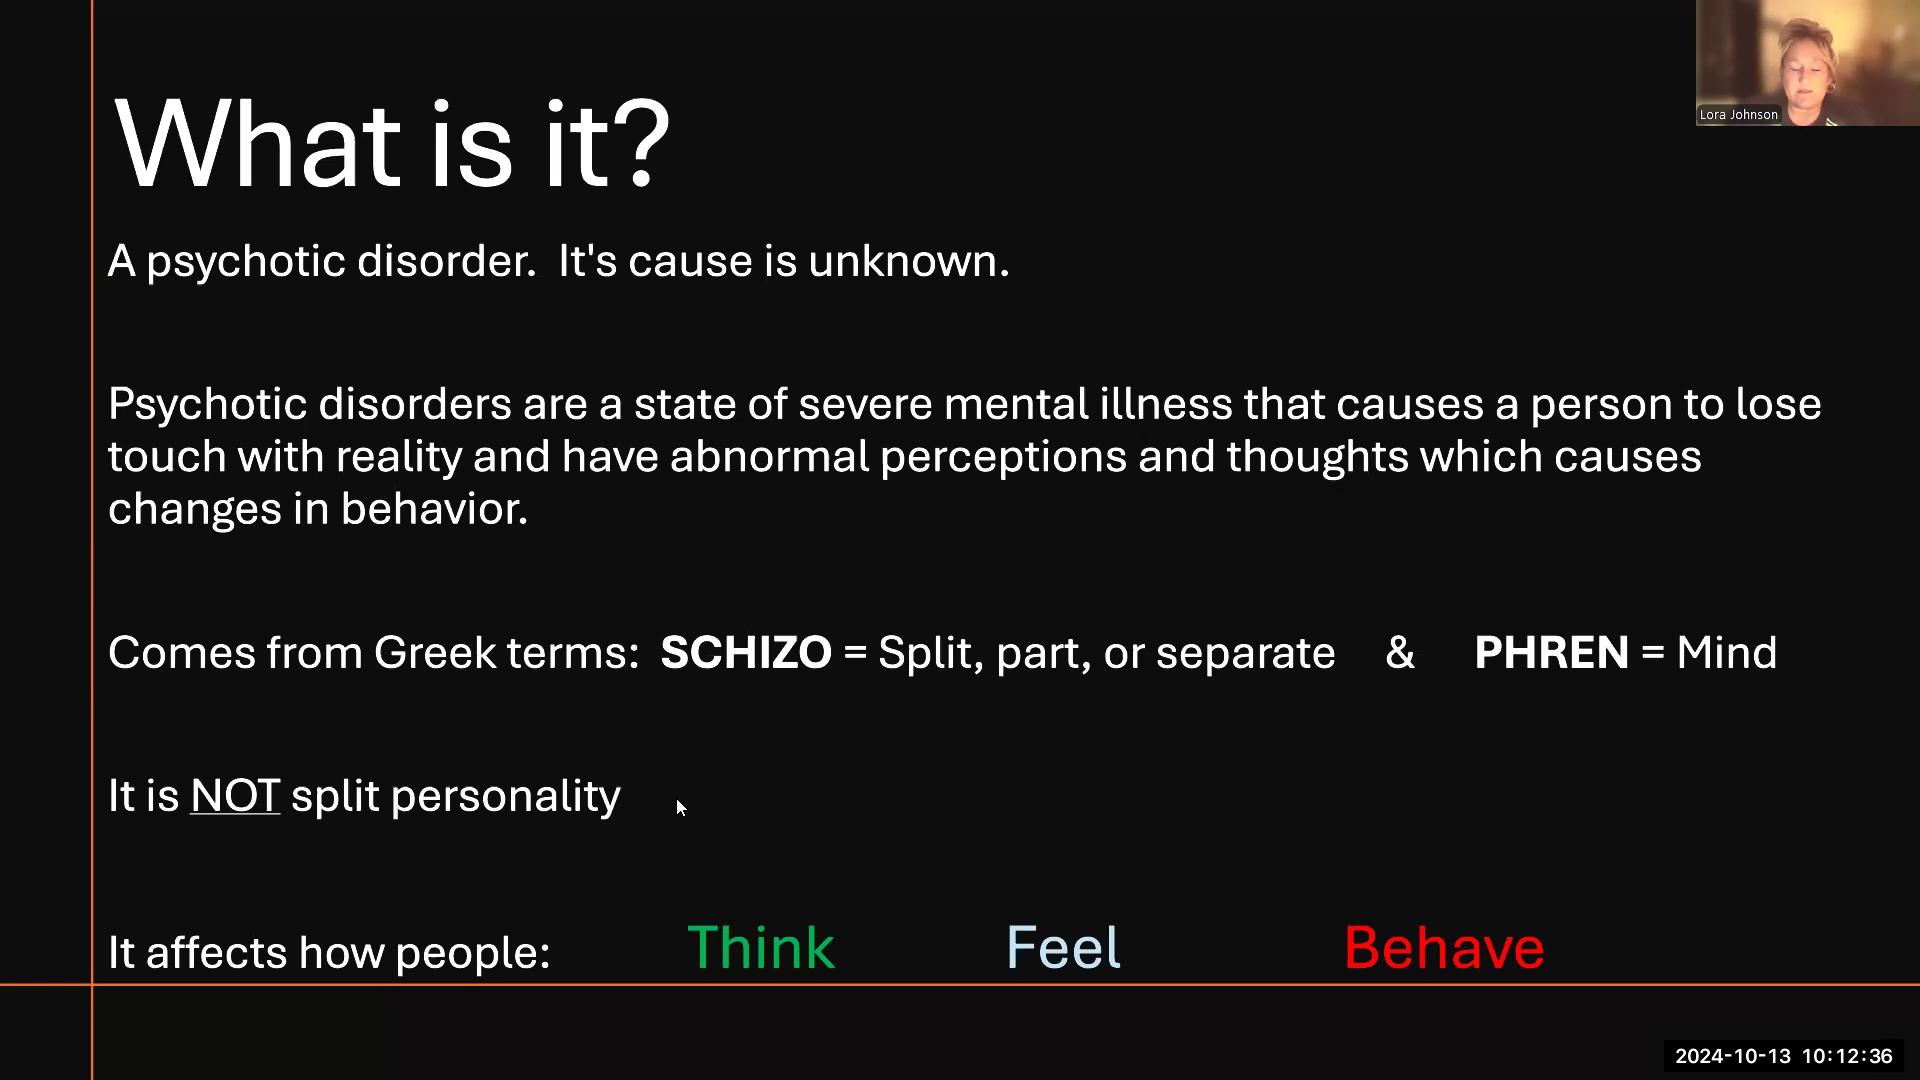 What is it?
Lora Johnson
A psychotic disorder.  It's cause is unknown.
Psychotic disorders are a state of severe mental illness that causes a person to lose
touch with reality and have abnormal perceptions and thoughts which causes
changes in behavior.
Comes from Greek terms:  SCHIZO = Split, part, or separate    &    PHREN = Mind
It is NOT split personality
It affects how people:    Think    Feel    Behave
2024-10-13 10:12:36